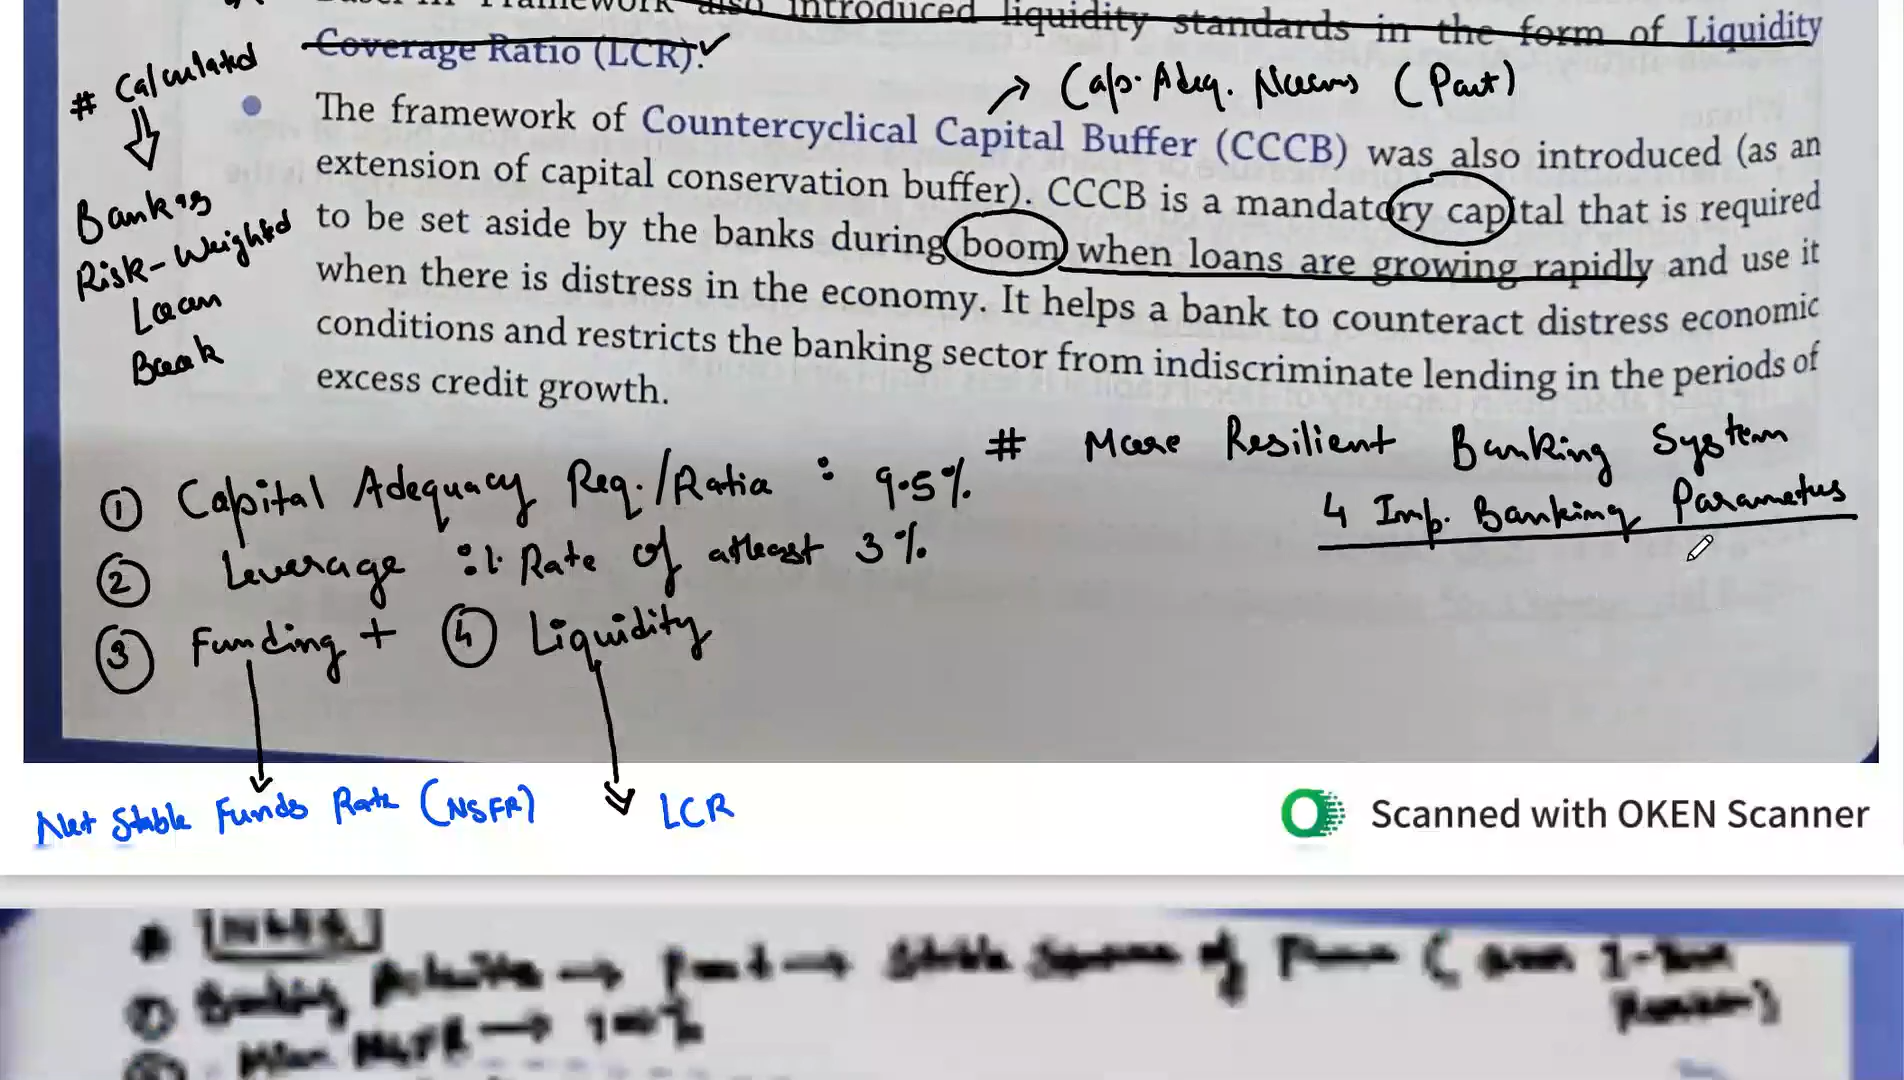 also introduced liquidity standards in the form of Liquidity
Coverage Ratio (LCR).
# Calculated
→ Cap. Adeq. Norms (Part)
The framework of Countercyclical Capital Buffer (CCCB) was also introduced (as an
extension of capital conservation buffer). CCCB is a mandatory capital that is required
to be set aside by the banks during boom when loans are growing rapidly and use it
when there is distress in the economy. It helps a bank to counteract distress economic
conditions and restricts the banking sector from indiscriminate lending in the periods of
excess credit growth.
Bank's
Risk-Weighted
Loan
Book
# More Resilient Banking System
4 Imp. Banking Parameters
① Capital Adequacy Req./Ratio : 9.5%
② Leverage : Rate of atleast 3%
③ Funding + ④ Liquidity
Net Stable Funds Rate (NSFR)
LCR
Scanned with OKEN Scanner
Banking → → Stable of (
NSFR → 100%